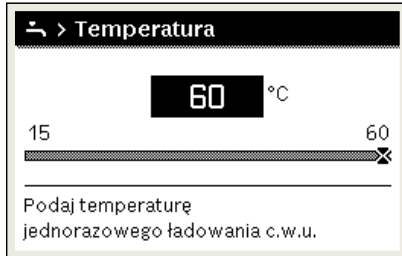 > Temperatura
60 °C
15 60
Podaj temperaturę
jednorazowego ładowania c.w.u.